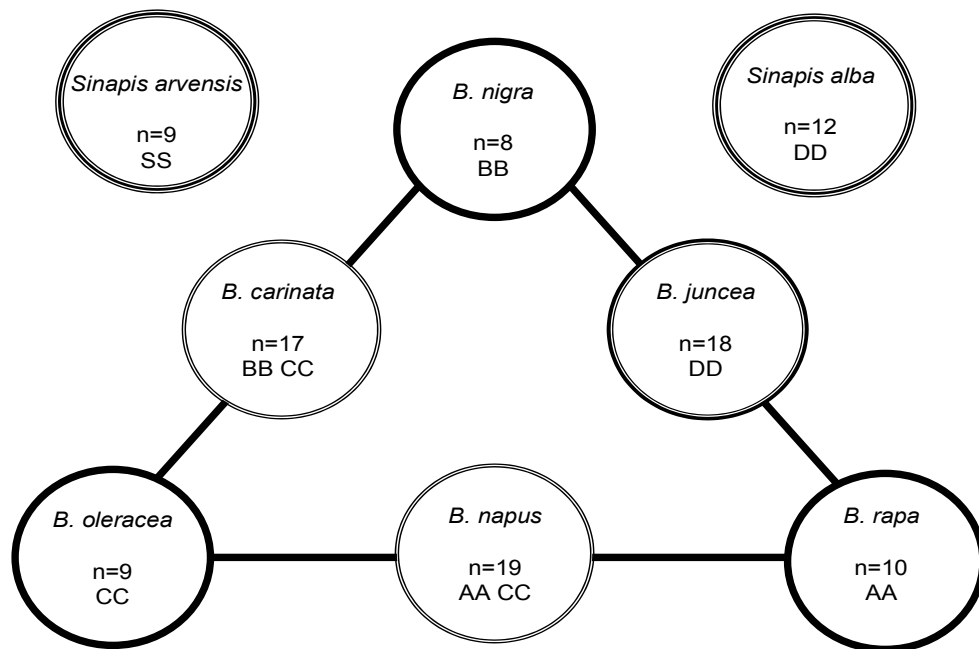 Sinapis arvensis
n=9
SS
B. nigra
n=8
BB
Sinapis alba
n=12
DD
B. carinata
n=17
BB CC
B. juncea
n=18
DD
B. oleracea
n=9
CC
B. napus
n=19
AA CC
B. rapa
n=10
AA